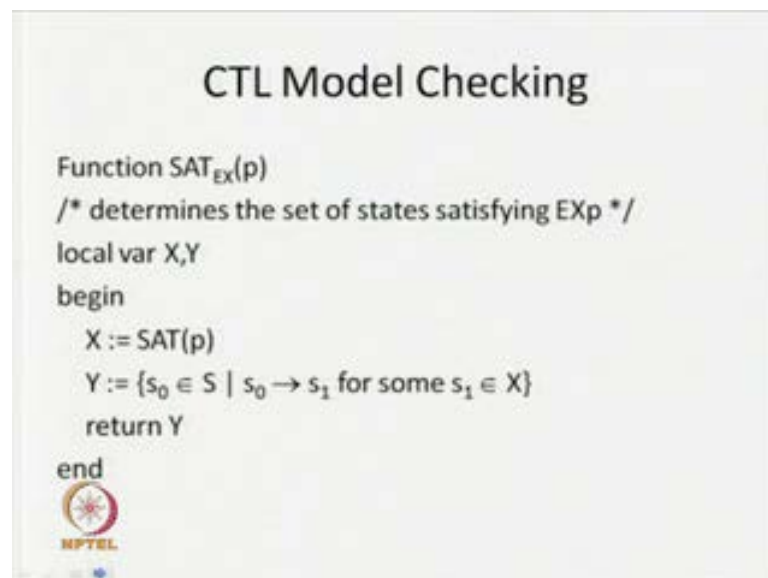 CTL Model Checking
Function SAT_EX(p)
/* determines the set of states satisfying EXp */
local var X,Y
begin
X := SAT(p)
Y := {s₀ ∈ S | s₀ → s₁ for some s₁ ∈ X}
return Y
end
NPTEL